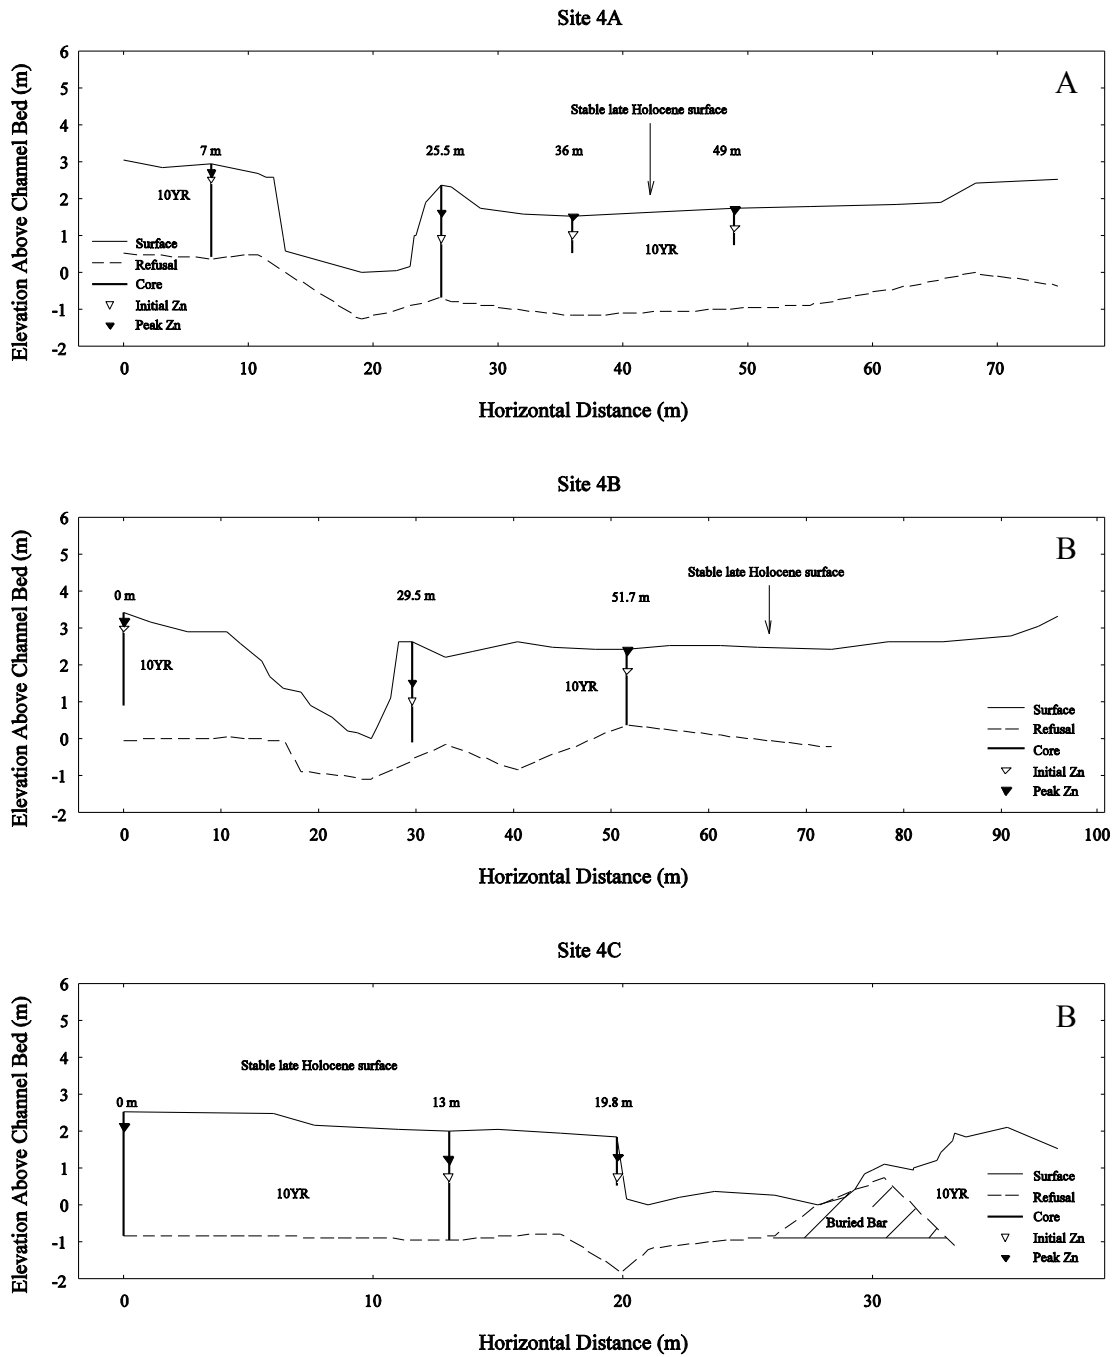 Site 4A
A
6
5
4
3
2
1
0
-1
-2
Elevation Above Channel Bed (m)
Stable late Holocene surface
7 m
25.5 m
36 m
49 m
10YR
10YR
Surface
Refusal
Core
Initial Zn
Peak Zn
0 10 20 30 40 50 60 70
Horizontal Distance (m)
Site 4B
B
6
5
4
3
2
1
0
-1
-2
Elevation Above Channel Bed (m)
Stable late Holocene surface
0 m
29.5 m
51.7 m
10YR
10YR
Surface
Refusal
Core
Initial Zn
Peak Zn
0 10 20 30 40 50 60 70 80 90 100
Horizontal Distance (m)
Site 4C
B
6
5
4
3
2
1
0
-1
-2
Elevation Above Channel Bed (m)
Stable late Holocene surface
0 m
13 m
19.8 m
10YR
10YR
Buried Bar
Surface
Refusal
Core
Initial Zn
Peak Zn
0 10 20 30
Horizontal Distance (m)